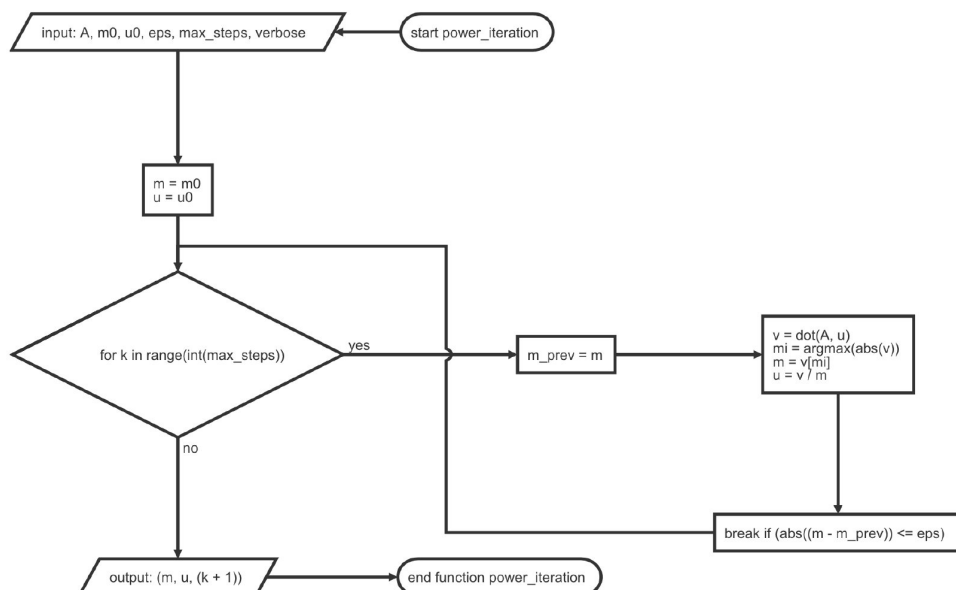 start power_iteration
input: A, m0, u0, eps, max_steps, verbose
m = m0
u = u0
for k in range(int(max_steps))
yes
m_prev = m
v = dot(A, u)
mi = argmax(abs(v))
m = v[mi]
u = v / m
break if (abs((m - m_prev)) <= eps)
no
output: (m, u, (k + 1))
end function power_iteration